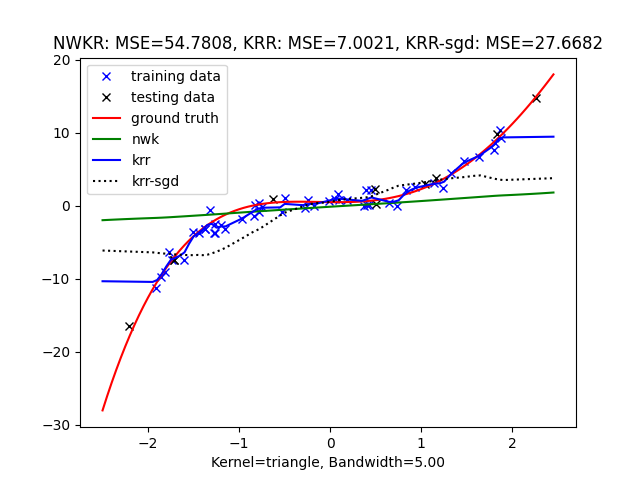 NWKR: MSE=54.7808, KRR: MSE=7.0021, KRR-sgd: MSE=27.6682
20
10
0
−10
−20
−30
training data
testing data
ground truth
nwk
krr
krr-sgd
−2
−1
0
1
2
Kernel=triangle, Bandwidth=5.00